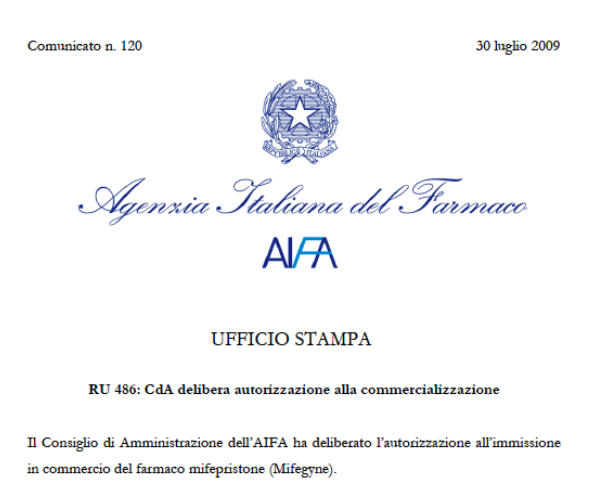 Comunicato n. 120 30 luglio 2009
REPVBBLICA ITALIANA
Agenzia Italiana del Farmaco
AIFA
UFFICIO STAMPA
RU 486: CdA delibera autorizzazione alla commercializzazione
Il Consiglio di Amministrazione dell'AIFA ha deliberato l'autorizzazione all'immissione
in commercio del farmaco mifepristone (Mifegyne).